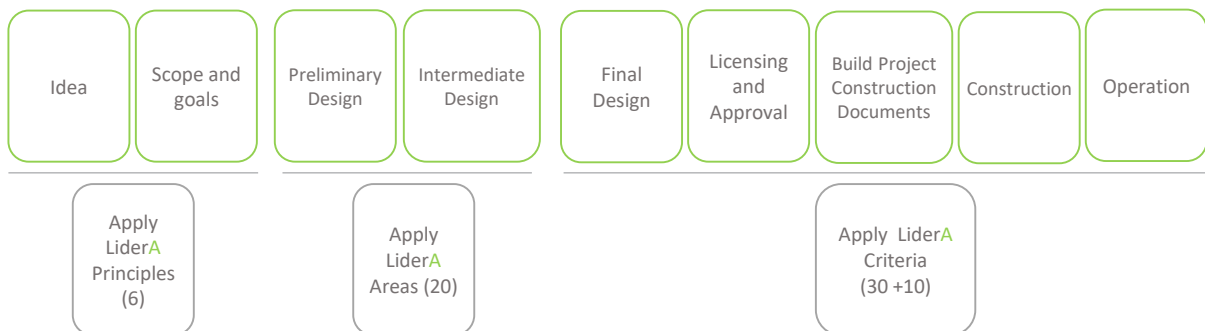 Idea
Scope and
goals
Preliminary
Design
Intermediate
Design
Final
Design
Licensing
and
Approval
Build Project
Construction
Documents
Construction
Operation
Apply
LiderA
Principles
(6)
Apply
LiderA
Areas (20)
Apply LiderA
Criteria
(30 +10)